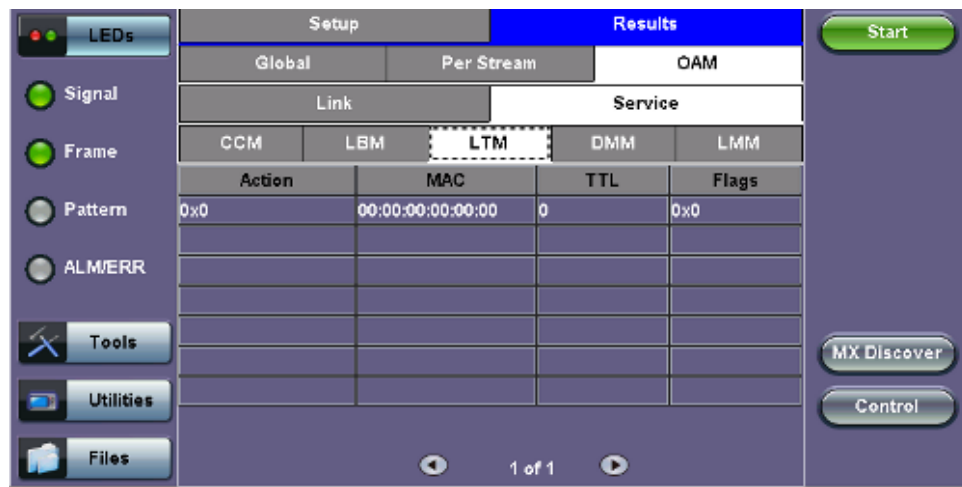 LEDs
Setup
Results
Start
Global
Per Stream
OAM
Signal
Link
Service
Frame
CCM
LBM
LTM
DMM
LMM
Action
MAC
TTL
Flags
Pattern
0x0
00:00:00:00:00:00
0
0x0
ALM/ERR
Tools
MX Discover
Utilities
Control
Files
1 of 1